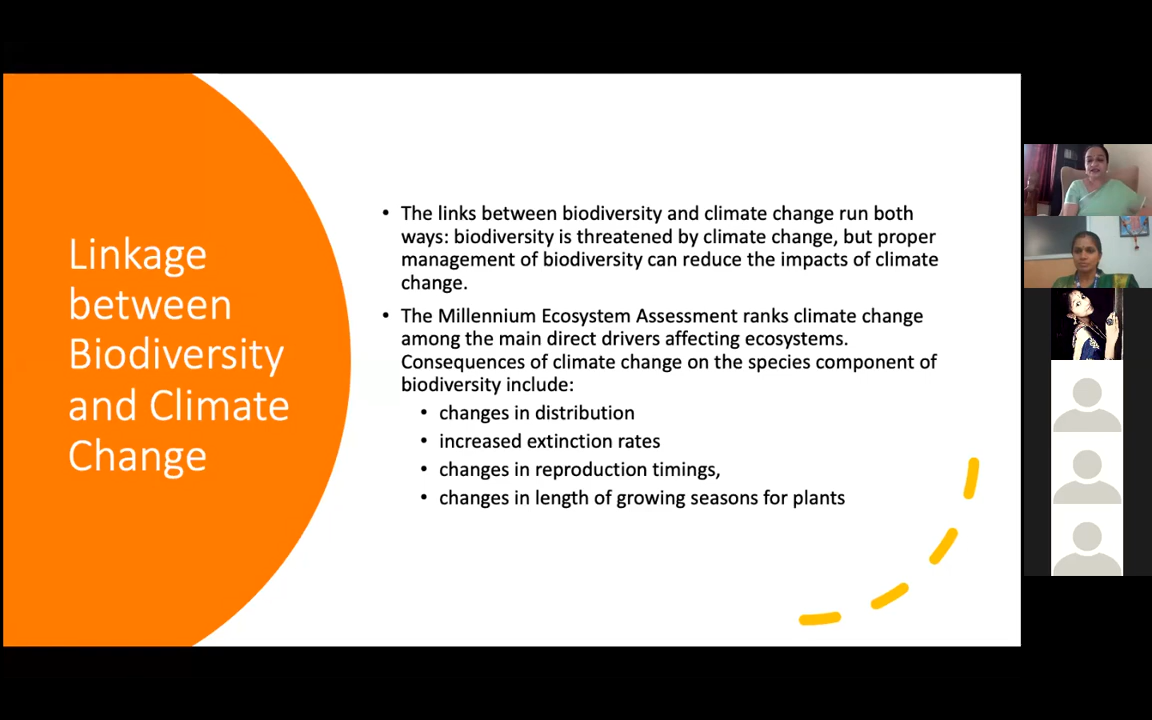 Linkage
between
Biodiversity
and Climate
Change
• The links between biodiversity and climate change run both
ways: biodiversity is threatened by climate change, but proper
management of biodiversity can reduce the impacts of climate
change.
• The Millennium Ecosystem Assessment ranks climate change
among the main direct drivers affecting ecosystems.
Consequences of climate change on the species component of
biodiversity include:
• changes in distribution
• increased extinction rates
• changes in reproduction timings,
• changes in length of growing seasons for plants